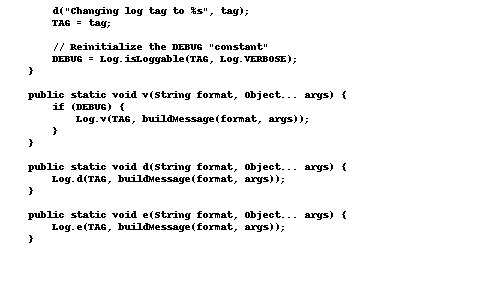 d("Changing log tag to %s", tag);
TAG = tag;
// Reinitialize the DEBUG "constant"
DEBUG = Log.isLoggable(TAG, Log.VERBOSE);
}
public static void v(String format, Object... args) {
if (DEBUG) {
Log.v(TAG, buildMessage(format, args));
}
}
public static void d(String format, Object... args) {
Log.d(TAG, buildMessage(format, args));
}
public static void e(String format, Object... args) {
Log.e(TAG, buildMessage(format, args));
}